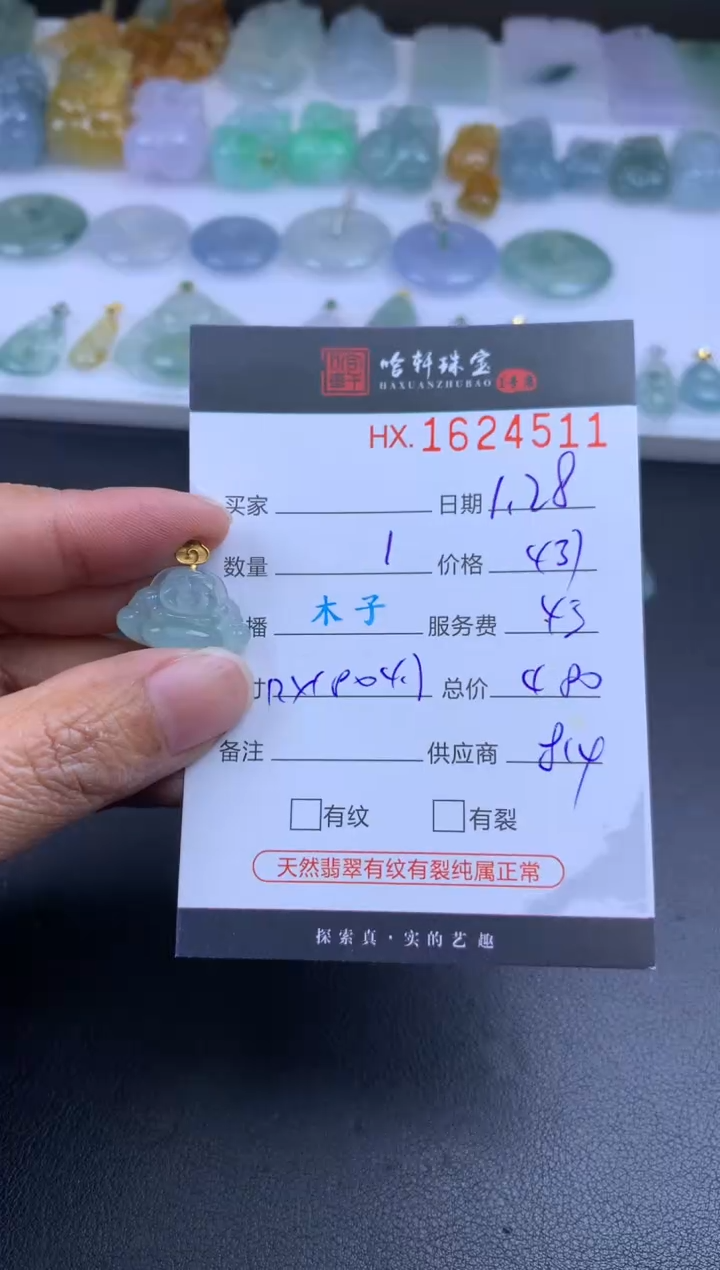 哈轩珠宝
HAXUANZHUBAO
HX.1624511
买家 日期 1.28
数量 1 价格 437
播 木子 服务费 43
寸 总价 480
备注 供应商
有纹 有裂
天然翡翠有纹有裂纯属正常
探索真·实的艺趣